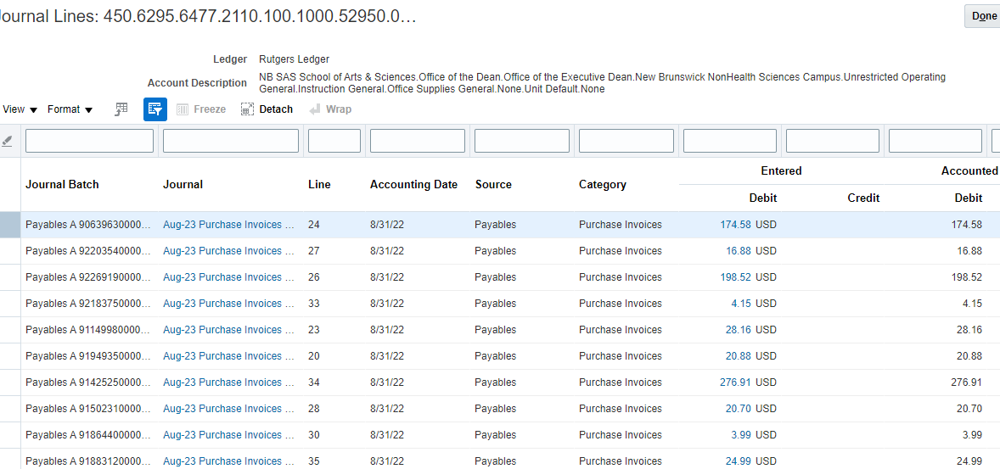 Journal Lines: 450.6295.6477.2110.100.1000.52950.0...
Done
Ledger Rutgers Ledger
Account Description NB SAS School of Arts & Sciences.Office of the Dean.Office of the Executive Dean.New Brunswick NonHealth Sciences Campus.Unrestricted Operating
General.Instruction General.Office Supplies General.None.Unit Default.None
View Format Freeze Detach Wrap
Entered Accounted
Journal Batch Journal Line Accounting Date Source Category
Debit Credit Debit
Payables A 90639630000... Aug-23 Purchase Invoices ... 24 8/31/22 Payables Purchase Invoices 174.58 USD 174.58
Payables A 92203540000... Aug-23 Purchase Invoices ... 27 8/31/22 Payables Purchase Invoices 16.88 USD 16.88
Payables A 92269190000... Aug-23 Purchase Invoices ... 26 8/31/22 Payables Purchase Invoices 198.52 USD 198.52
Payables A 92183750000... Aug-23 Purchase Invoices ... 33 8/31/22 Payables Purchase Invoices 4.15 USD 4.15
Payables A 91149980000... Aug-23 Purchase Invoices ... 23 8/31/22 Payables Purchase Invoices 28.16 USD 28.16
Payables A 91949350000... Aug-23 Purchase Invoices ... 20 8/31/22 Payables Purchase Invoices 20.88 USD 20.88
Payables A 91425250000... Aug-23 Purchase Invoices ... 34 8/31/22 Payables Purchase Invoices 276.91 USD 276.91
Payables A 91502310000... Aug-23 Purchase Invoices ... 28 8/31/22 Payables Purchase Invoices 20.70 USD 20.70
Payables A 91864400000... Aug-23 Purchase Invoices ... 30 8/31/22 Payables Purchase Invoices 3.99 USD 3.99
Payables A 91883120000... Aug-23 Purchase Invoices ... 35 8/31/22 Payables Purchase Invoices 24.99 USD 24.99